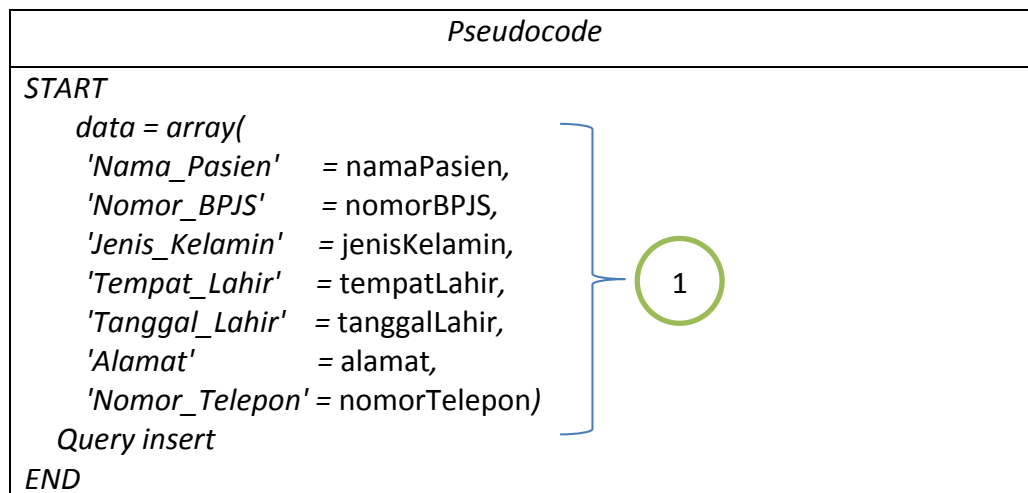 Pseudocode
START
data = array(
'Nama_Pasien' = namaPasien,
'Nomor_BPJS' = nomorBPJS,
'Jenis_Kelamin' = jenisKelamin,
'Tempat_Lahir' = tempatLahir,
'Tanggal_Lahir' = tanggalLahir,
1
'Alamat' = alamat,
'Nomor_Telepon' = nomorTelepon)
Query insert
END